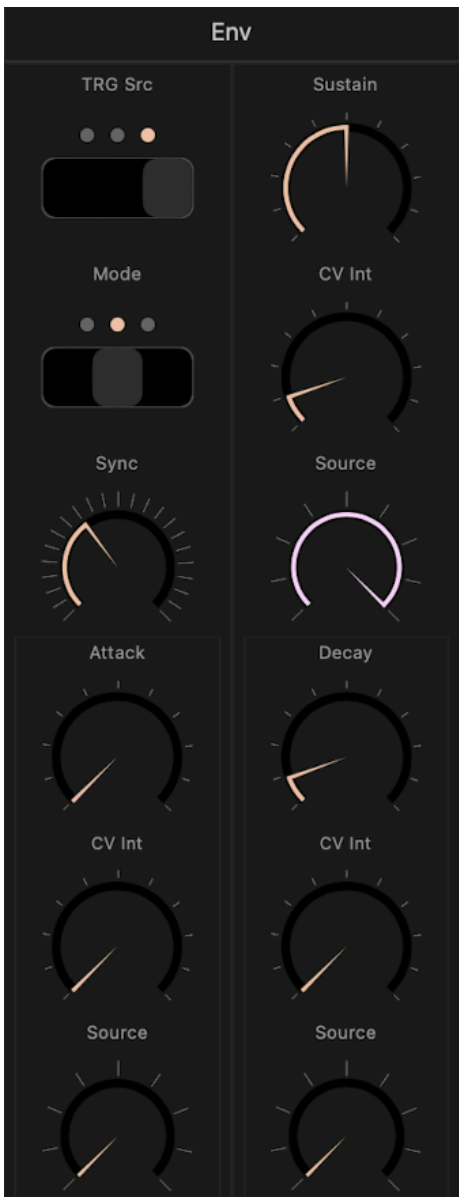 Env
TRG Src
Sustain
Mode
CV Int
Sync
Source
Attack
Decay
CV Int
CV Int
Source
Source